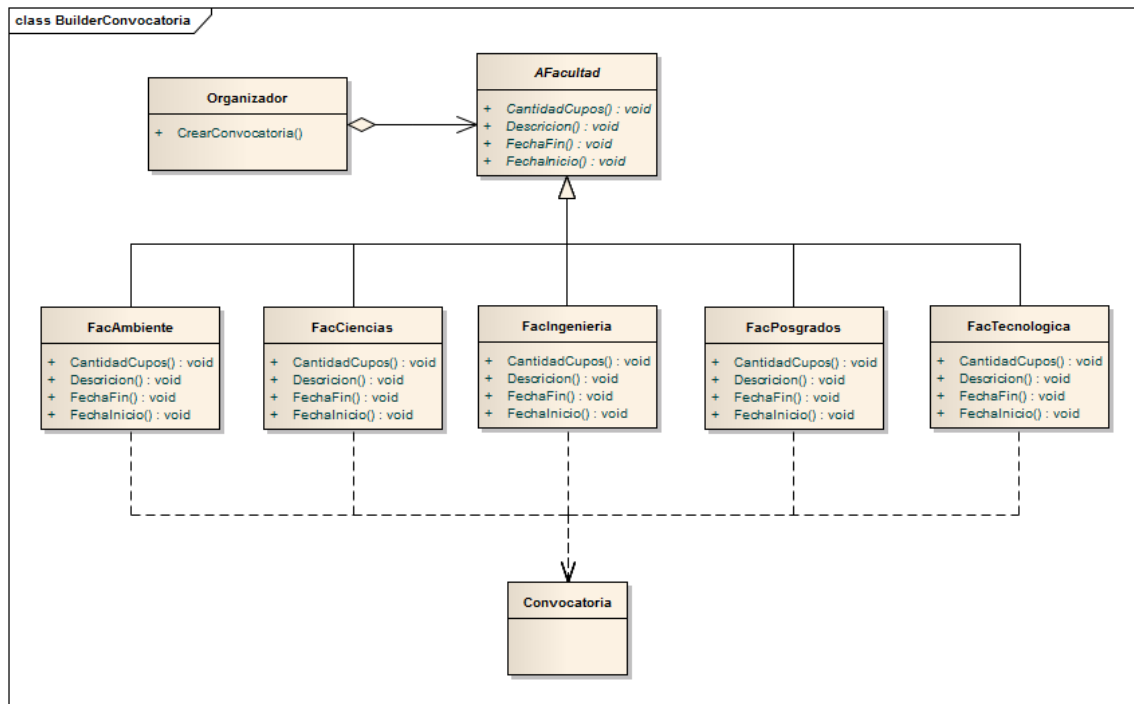 class BuilderConvocatoria
Organizador
+ CrearConvocatoria()
AFacultad
+ CantidadCupos() : void
+ Descricion() : void
+ FechaFin() : void
+ FechaInicio() : void
FacAmbiente
+ CantidadCupos() : void
+ Descricion() : void
+ FechaFin() : void
+ FechaInicio() : void
FacCiencias
+ CantidadCupos() : void
+ Descricion() : void
+ FechaFin() : void
+ FechaInicio() : void
FacIngenieria
+ CantidadCupos() : void
+ Descricion() : void
+ FechaFin() : void
+ FechaInicio() : void
FacPosgrados
+ CantidadCupos() : void
+ Descricion() : void
+ FechaFin() : void
+ FechaInicio() : void
FacTecnologica
+ CantidadCupos() : void
+ Descricion() : void
+ FechaFin() : void
+ FechaInicio() : void
Convocatoria